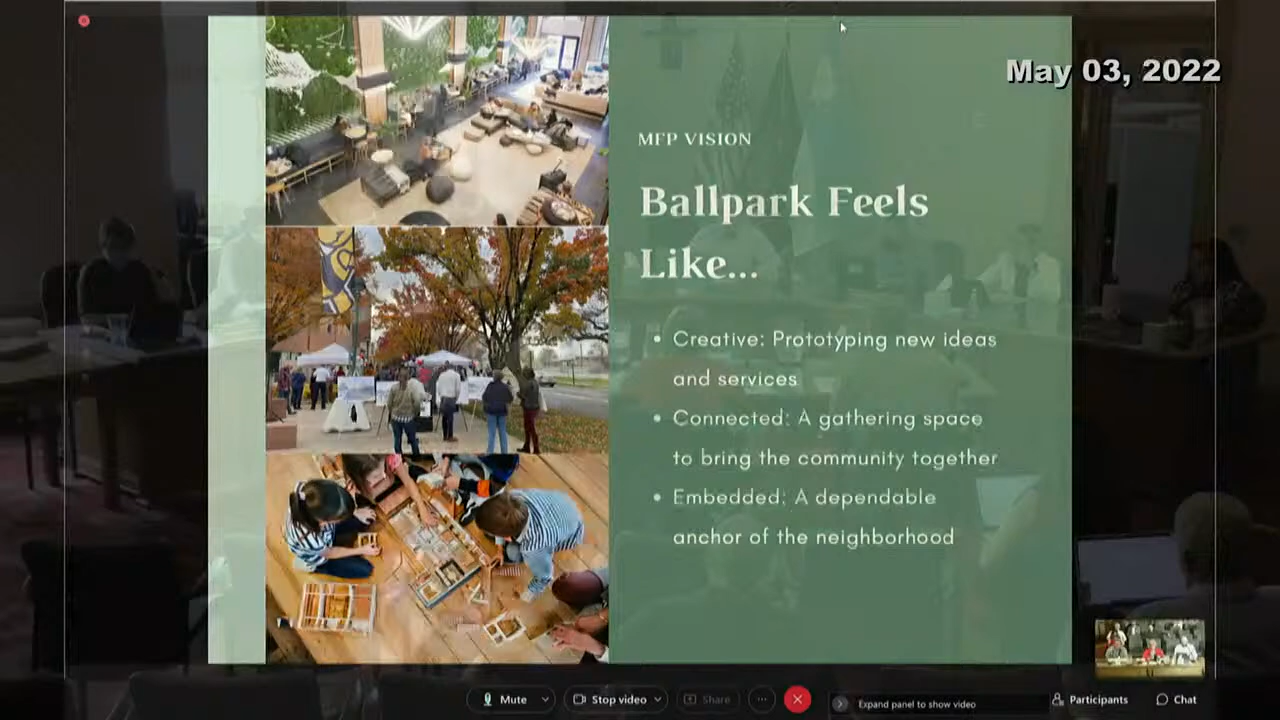 May 03, 2022
MFP VISION
Ballpark Feels
Like...
• Creative: Prototyping new ideas
and services
• Connected: A gathering space
to bring the community together
• Embedded: A dependable
anchor of the neighborhood
Mute
Stop video
Share
Expand panel to show video
Participants
Chat